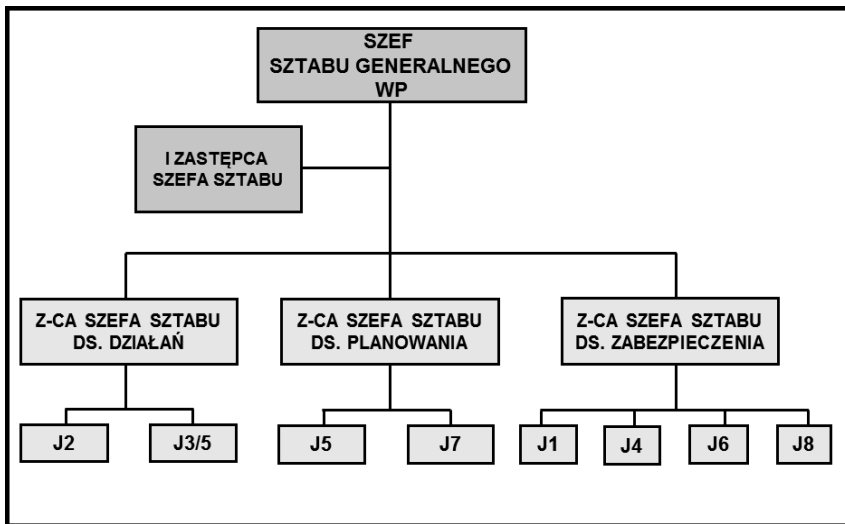 SZEF
SZTABU GENERALNEGO
WP
I ZASTĘPCA
SZEFA SZTABU
Z-CA SZEFA SZTABU
DS. DZIAŁAŃ
Z-CA SZEFA SZTABU
DS. PLANOWANIA
Z-CA SZEFA SZTABU
DS. ZABEZPIECZENIA
J2
J3/5
J5
J7
J1
J4
J6
J8